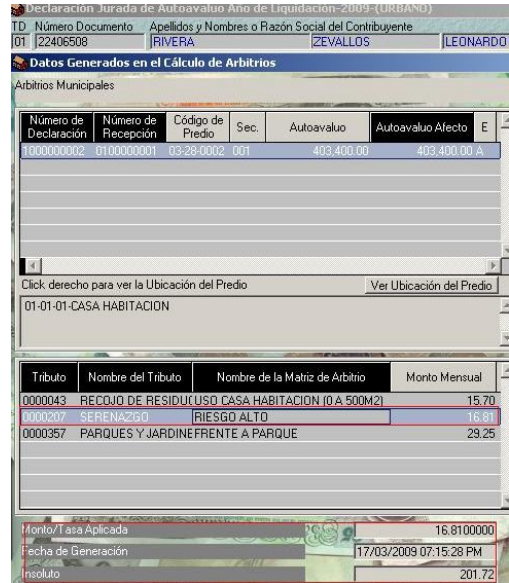 Declaración Jurada de Autoavaluo Año de Liquidación-2009-(URBANO)
TD Número Documento Apellidos y Nombres o Razón Social del Contribuyente
01 22406508 RIVERA ZEVALLOS LEONARDO
Datos Generados en el Cálculo de Arbitrios
Arbitrios Municipales
Número de Declaración Número de Recepción Código de Predio Sec. Autoavaluo Autoavaluo Afecto E
1000000002 0100000001 03-28-0002 001 403,400.00 403,400.00 A
Click derecho para ver la Ubicación del Predio Ver Ubicación del Predio
01-01-01-CASA HABITACION
Tributo Nombre del Tributo Nombre de la Matriz de Arbitrio Monto Mensual
0000043 RECOJO DE RESIDU(USO CASA HABITACION (0 A 500M2) 15.70
0000207 SERENAZGO RIESGO ALTO 16.81
0000357 PARQUES Y JARDINE FRENTE A PARQUE 29.25
Monto/Tasa Aplicada 16.8100000
Fecha de Generación 17/03/2009 07:15:28 PM
Insoluto 201.72